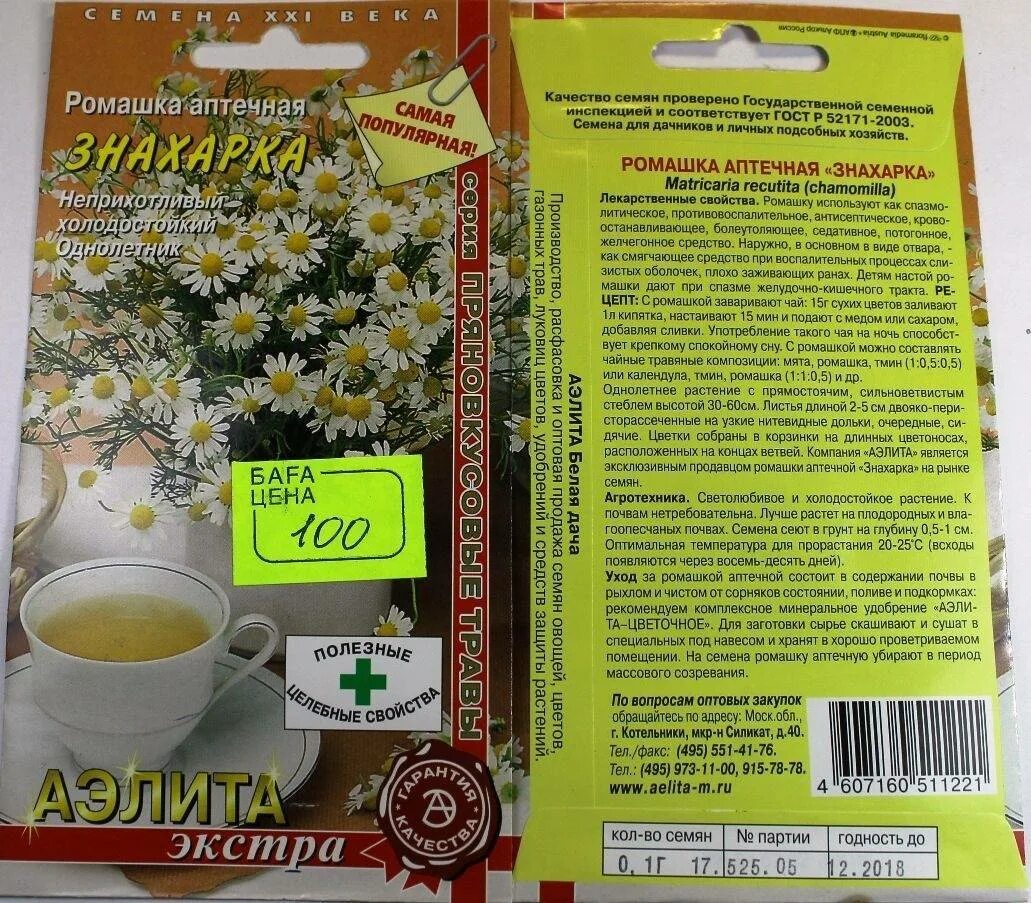 СЕМЕНА XXI ВЕКА
Ромашка аптечная
ЗНАХАРКА
Неприхотливый
холодостойкий
Однолетник
САМАЯ
ПОПУЛЯРНАЯ!
серия ПРЯНОВКУСОВЫЕ ТРАВЫ
БАҒА
ЦЕНА
100
ПОЛЕЗНЫЕ
ЦЕЛЕБНЫЕ СВОЙСТВА
АЭЛИТА
экстра
ГАРАНТИЯ
КАЧЕСТВА
© floramedia Austria АПФ Алькор Россия
Качество семян проверено Государственной семенной
инспекцией и соответствует ГОСТ Р 52171-2003.
Семена для дачников и личных подсобных хозяйств.
РОМАШКА АПТЕЧНАЯ «ЗНАХАРКА»
Matricaria recutita (chamomilla)
Лекарственные свойства. Ромашку используют как спазмо-
литическое, противовоспалительное, антисептическое, крово-
останавливающее, болеутоляющее, седативное, потогонное,
желчегонное средство. Наружно, в основном в виде отвара, -
как смягчающее средство при воспалительных процессах сли-
зистых оболочек, плохо заживающих ранах. Детям настой ро-
машки дают при спазме желудочно-кишечного тракта. РЕ-
ЦЕПТ: С ромашкой заваривают чай: 15г сухих цветов заливают
1л кипятка, настаивают 15 мин и подают с медом или сахаром,
добавляя сливки. Употребление такого чая на ночь способст-
вует крепкому спокойному сну. С ромашкой можно составлять
чайные травяные композиции: мята, ромашка, тмин (1:0,5:0,5)
или календула, тмин, ромашка (1:1:0,5) и др.
Однолетнее растение с прямостоячим, сильноветвистым
стеблем высотой 30-60см. Листья длиной 2-5 см двояко-пери-
сторассеченные на узкие нитевидные дольки, очередные, си-
дячие. Цветки собраны в корзинки на длинных цветоносах,
расположенных на концах ветвей. Компания «АЭЛИТА» является
эксклюзивным продавцом ромашки аптечной «Знахарка» на рынке
семян.
Агротехника. Светолюбивое и холодостойкое растение. К
почвам нетребовательна. Лучше растет на плодородных и вла-
гоопесчаных почвах. Семена сеют в грунт на глубину 0,5-1 см.
Оптимальная температура для прорастания 20-25°С (всходы
появляются через восемь-десять дней).
Уход за ромашкой аптечной состоит в содержании почвы в
рыхлом и чистом от сорняков состоянии, поливе и подкормках:
рекомендуем комплексное минеральное удобрение «АЭЛИ-
ТА–ЦВЕТОЧНОЕ». Для заготовки сырье скашивают и сушат в
специальных под навесом и хранят в хорошо проветриваемом
помещении. На семена ромашку аптечную убирают в период
массового созревания.
АЭЛИТА Белая дача
Производство, расфасовка и оптовая продажа семян овощей, цветов,
газонных трав, луковиц цветов, удобрений и средств защиты растений.
По вопросам оптовых закупок
обращайтесь по адресу: Моск.обл.,
г. Котельники, мкр-н Силикат, д.40.
Тел./факс: (495) 551-41-76.
Тел.: (495) 973-11-00, 915-78-78.
www.aelita-m.ru
4 607160 511221
кол-во семян № партии годность до
0,1Г 17.525.05 12.2018